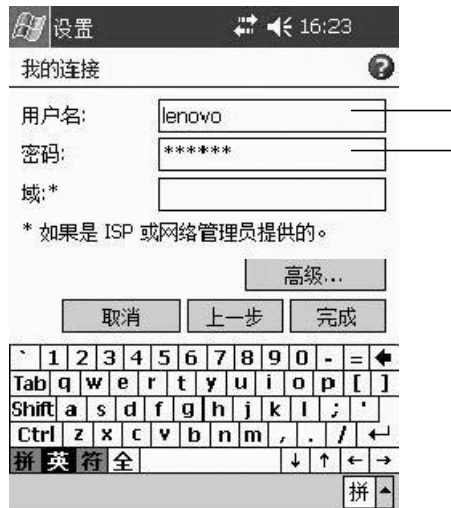 设置 16:23
我的连接 ?
用户名: lenovo
密码: ******
域:*
* 如果是 ISP 或网络管理员提供的。
高级...
取消 上一步 完成
` 1 2 3 4 5 6 7 8 9 0 - = ←
Tab q w e r t y u i o p [ ]
Shift a s d f g h j k l ; '
Ctrl z x c v b n m , . / ↵
拼 英 符 全 ↓ ↑ ← →
拼